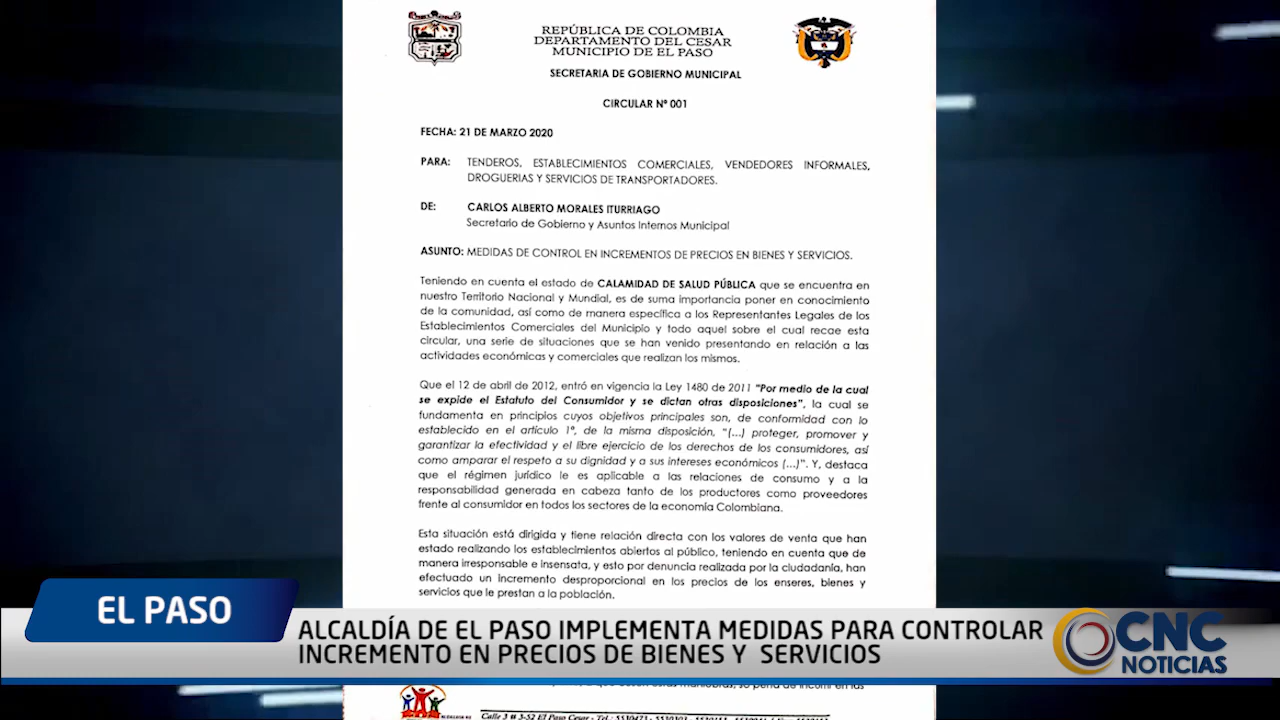 REPÚBLICA DE COLOMBIA
DEPARTAMENTO DEL CESAR
MUNICIPIO DE EL PASO
SECRETARIA DE GOBIERNO MUNICIPAL
CIRCULAR Nº 001
FECHA: 21 DE MARZO 2020
PARA: TENDEROS, ESTABLECIMIENTOS COMERCIALES, VENDEDORES INFORMALES,
DROGUERIAS Y SERVICIOS DE TRANSPORTADORES.
DE: CARLOS ALBERTO MORALES ITURRIAGO
Secretario de Gobierno y Asuntos Internos Municipal
ASUNTO: MEDIDAS DE CONTROL EN INCREMENTOS DE PRECIOS EN BIENES Y SERVICIOS.
Teniendo en cuenta el estado de CALAMIDAD DE SALUD PÚBLICA que se encuentra en
nuestro Territorio Nacional y Mundial, es de suma importancia poner en conocimiento
de la comunidad, así como de manera específica a los Representantes Legales de los
Establecimientos Comerciales del Municipio y todo aquel sobre el cual recae esta
circular, una serie de situaciones que se han venido presentando en relación a las
actividades económicas y comerciales que realizan los mismos.
Que el 12 de abril de 2012, entró en vigencia la Ley 1480 de 2011 "Por medio de la cual
se expide el Estatuto del Consumidor y se dictan otras disposiciones", la cual se
fundamenta en principios cuyos objetivos principales son, de conformidad con lo
establecido en el artículo 1º, de la misma disposición, "(...) proteger, promover y
garantizar la efectividad y el libre ejercicio de los derechos de los consumidores, así
como amparar el respeto a su dignidad y a sus intereses económicos (...)". Y, destaca
que el régimen jurídico le es aplicable a las relaciones de consumo y a la
responsabilidad generada en cabeza tanto de los productores como proveedores
frente al consumidor en todos los sectores de la economía Colombiana.
Esta situación está dirigida y tiene relación directa con los valores de venta que han
estado realizando los establecimientos abiertos al público, teniendo en cuenta que de
manera irresponsable e insensata, y esto por denuncia realizada por la ciudadanía, han
efectuado un incremento desproporcional en los precios de los enseres, bienes y
servicios que le prestan a la población.
EL PASO
ALCALDÍA DE EL PASO IMPLEMENTA MEDIDAS PARA CONTROLAR
INCREMENTO EN PRECIOS DE BIENES Y SERVICIOS
CNC
NOTICIAS
Calle 3 # 3-52 El Paso Cesar - Tel.: